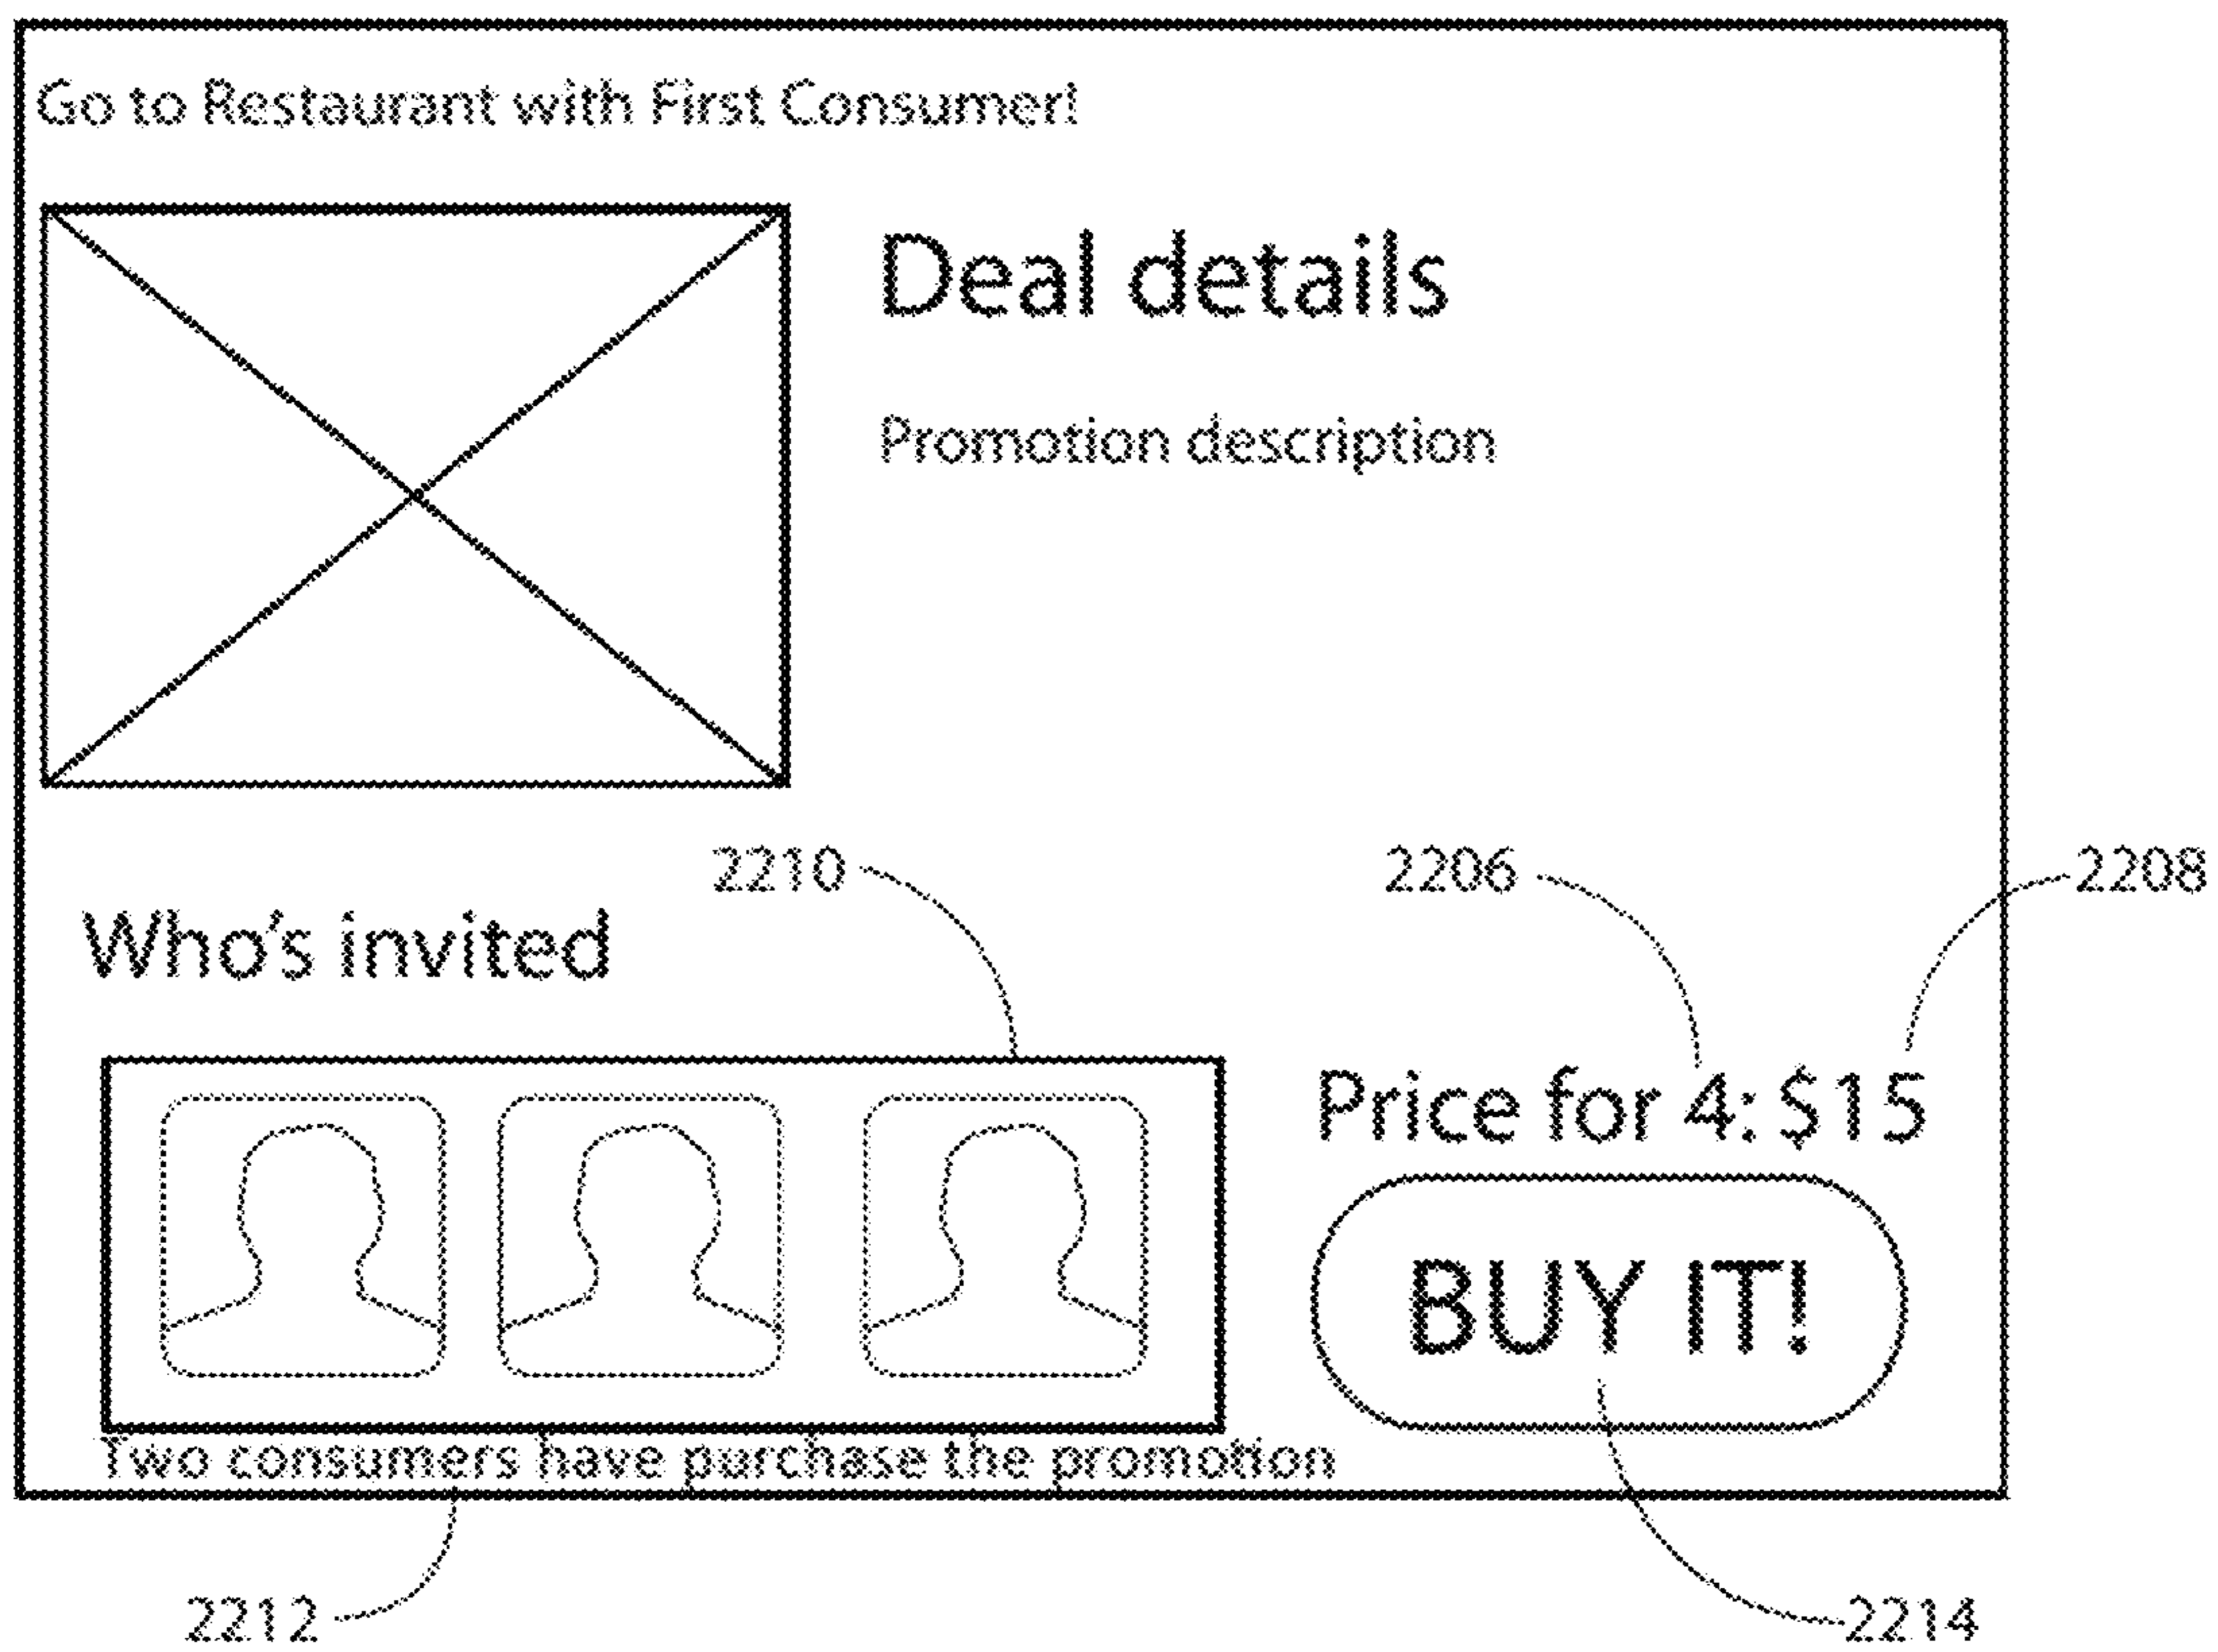 Go to Restaurant with First Consumer!
Deal details
Promotion description
2210
2206
2208
Who's invited
Price for 4: $15
BUY IT!
Two consumers have purchase the promotion
2212
2214